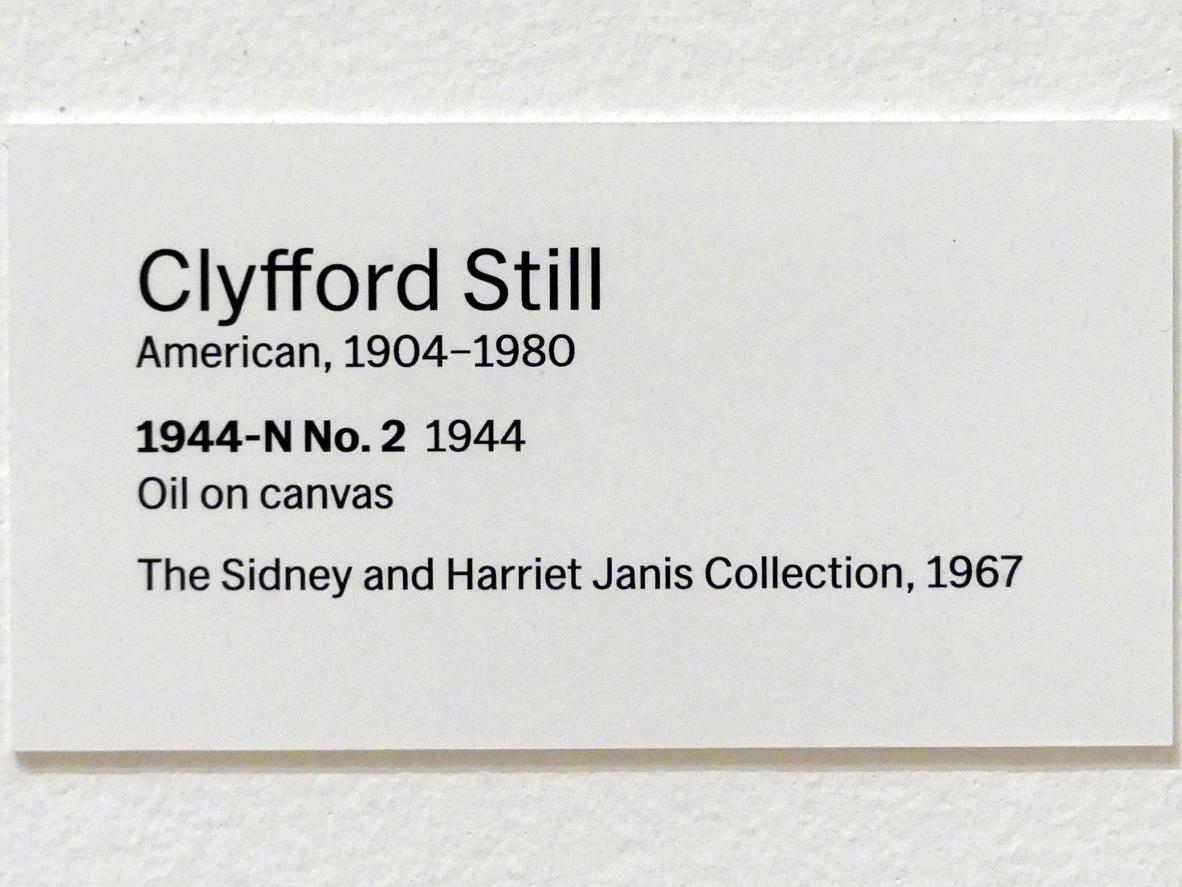 Clyfford Still
American, 1904–1980
1944-N No. 2 1944
Oil on canvas
The Sidney and Harriet Janis Collection, 1967